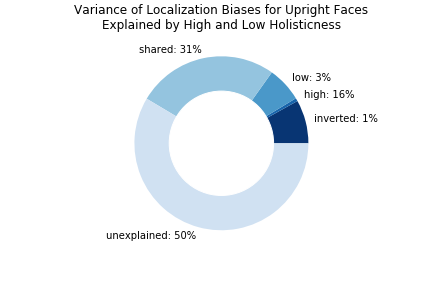 Variance of Localization Biases for Upright Faces
Explained by High and Low Holisticness
shared: 31%
low: 3%
high: 16%
inverted: 1%
unexplained: 50%